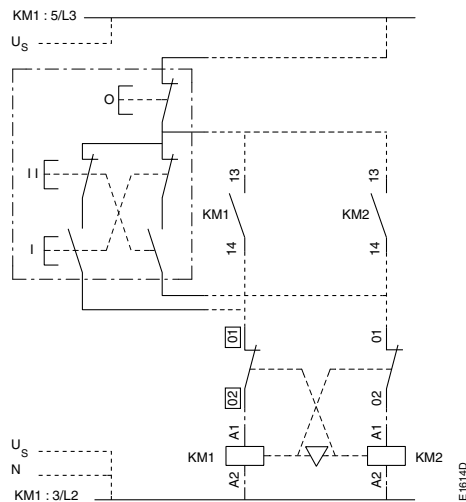 KM1 : 5/L3
US
O
II
I
13
13
KM1
KM2
14
14
01
01
02
02
A1
A1
KM1
KM2
A2
A2
US
N
KM1 : 3/L2
E1614D